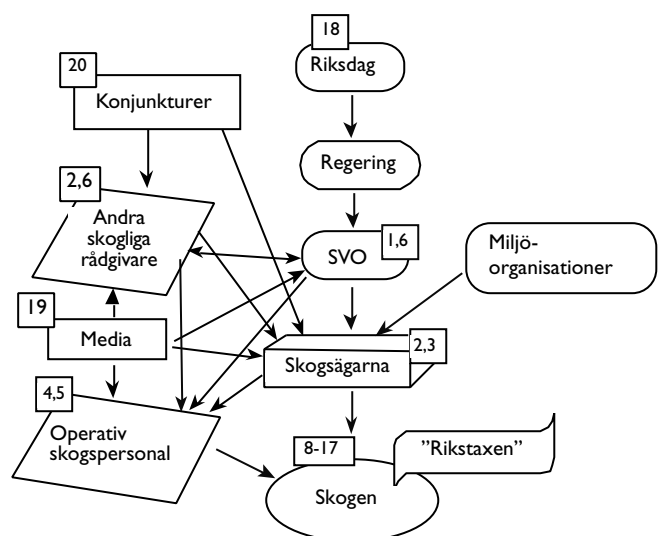 18
Riksdag
20
Konjunkturer
Regering
2,6
Andra
skogliga
rådgivare
1,6
SVO
Miljö-
organisationer
19
Media
2,3
Skogsägarna
4,5
Operativ
skogspersonal
8-17
"Rikstaxen"
Skogen